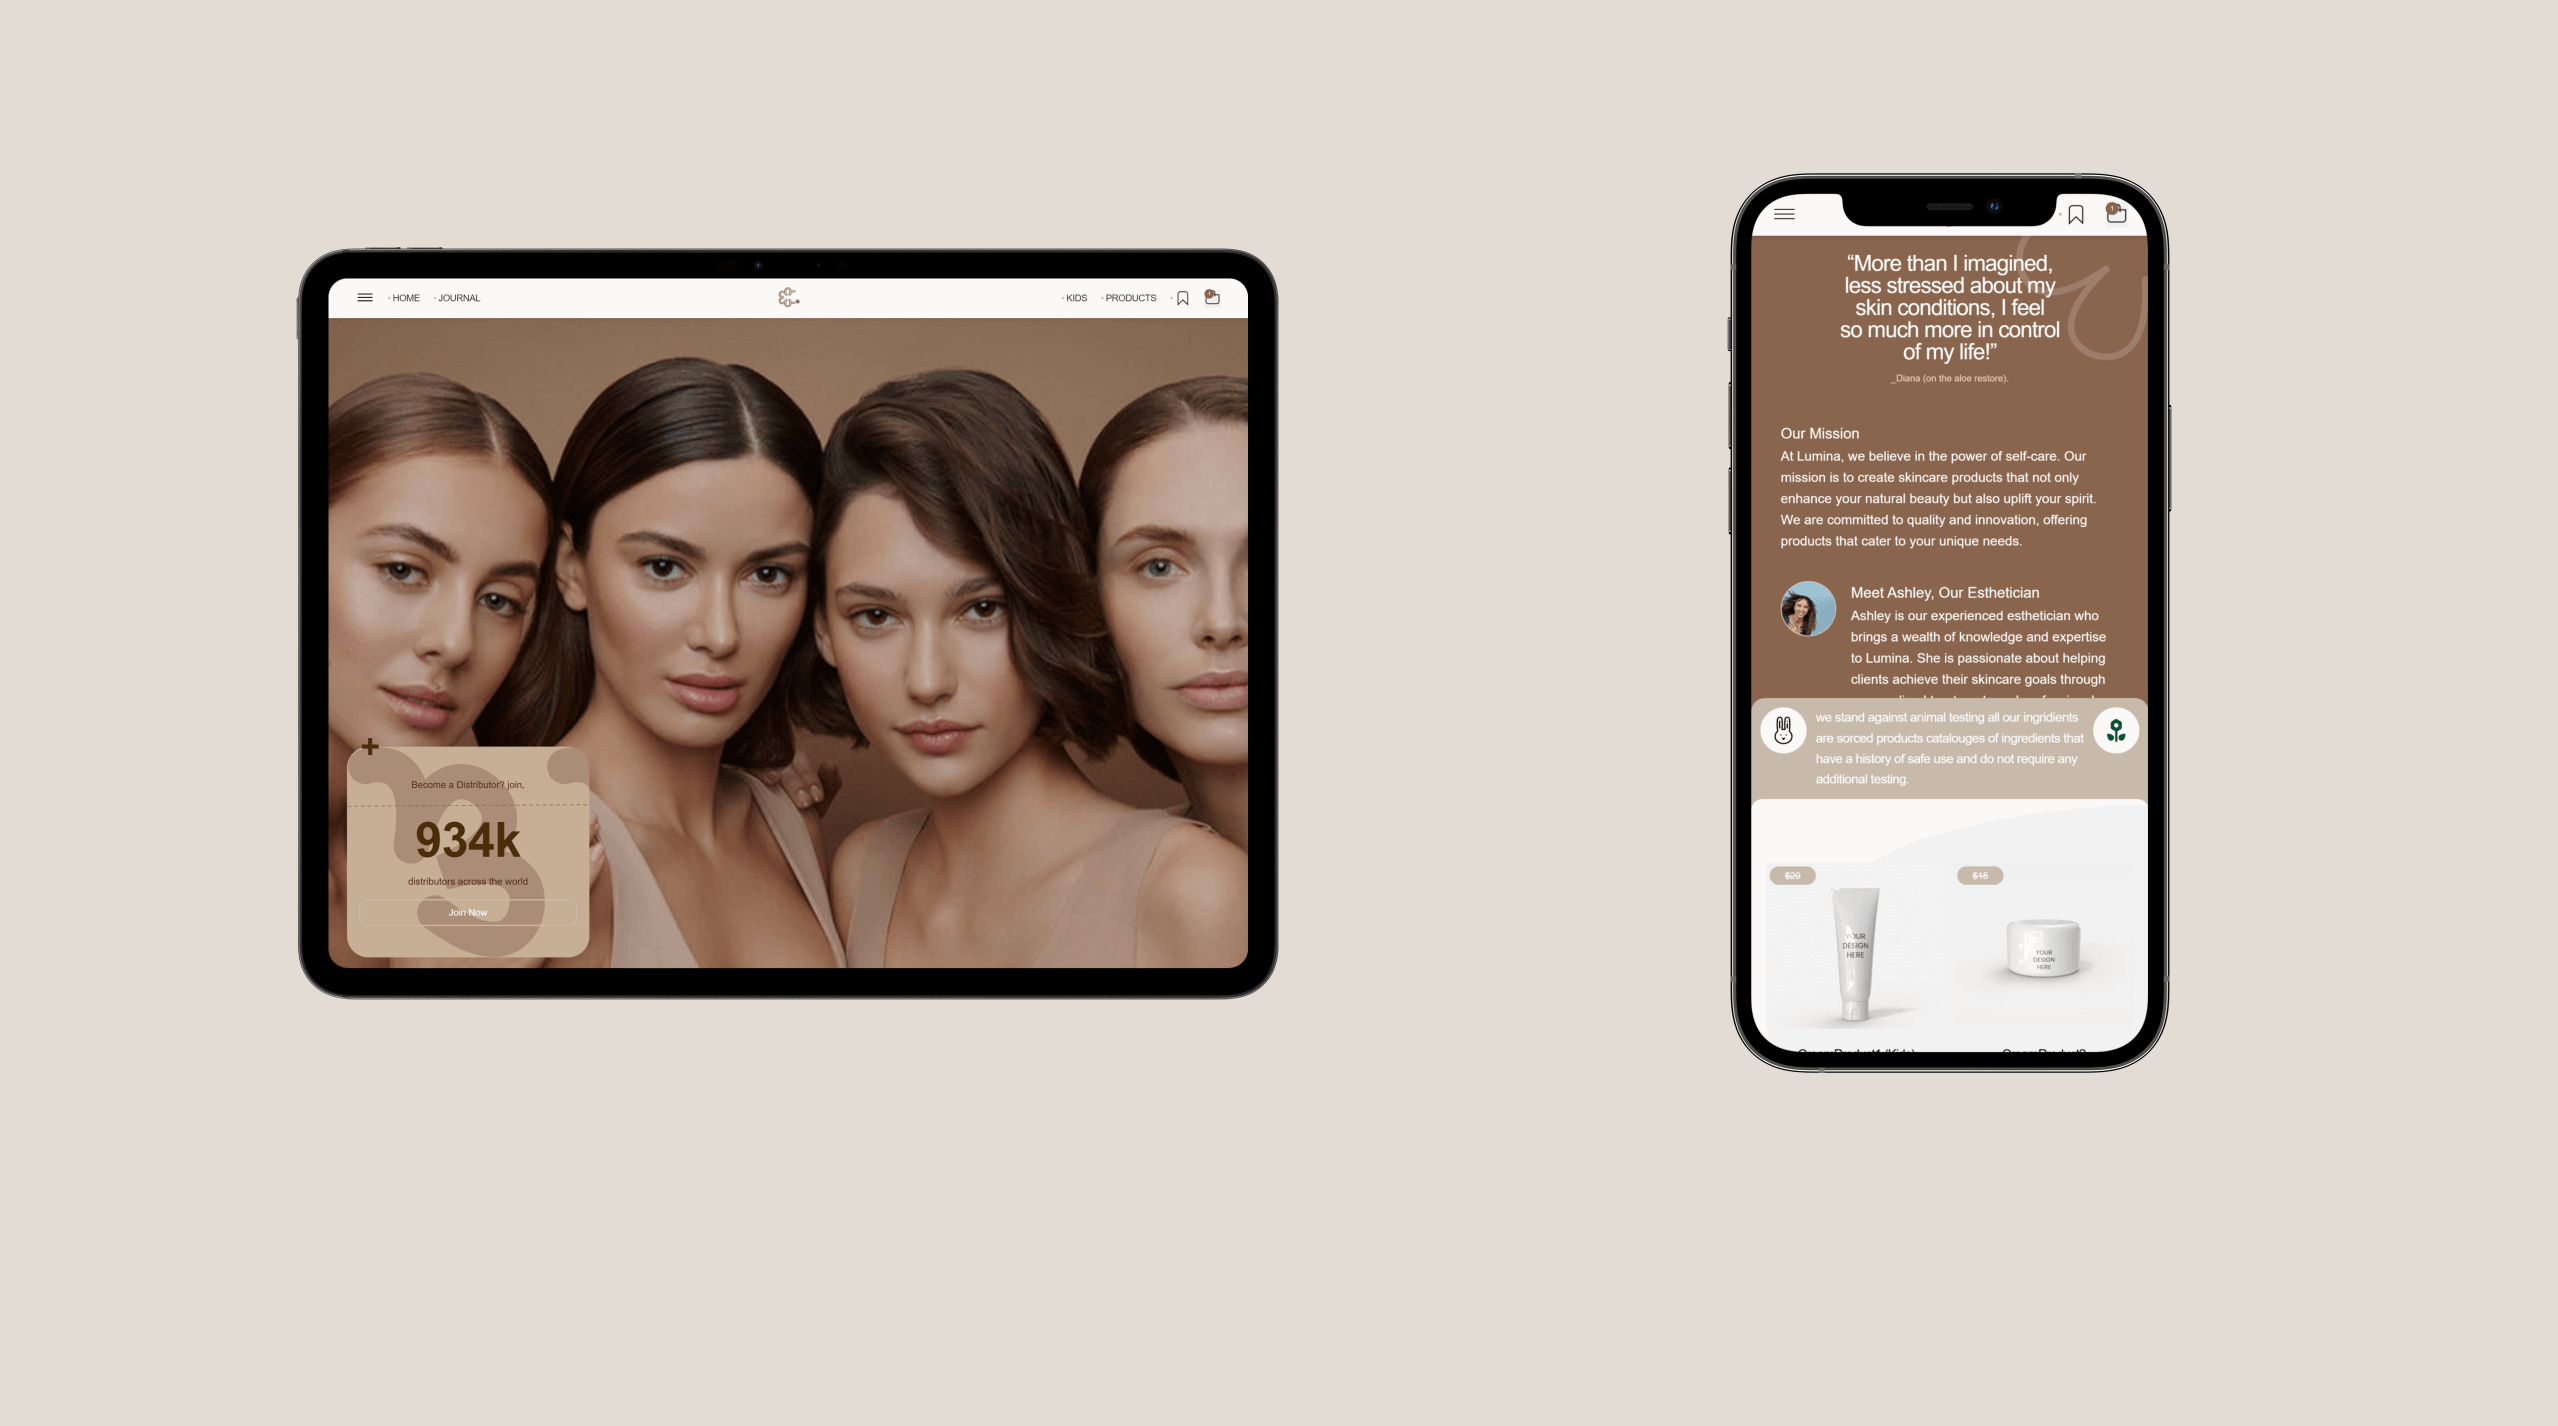 HOME
JOURNAL
KIDS
PRODUCTS
1
Become a Distributor? join,
934k
distributors across the world
Join Now
1
“More than I imagined,
less stressed about my
skin conditions, I feel
so much more in control
of my life!”
_Diana (on the aloe restore).
Our Mission
At Lumina, we believe in the power of self-care. Our
mission is to create skincare products that not only
enhance your natural beauty but also uplift your spirit.
We are committed to quality and innovation, offering
products that cater to your unique needs.
Meet Ashley, Our Esthetician
Ashley is our experienced esthetician who
brings a wealth of knowledge and expertise
to Lumina. She is passionate about helping
clients achieve their skincare goals through
we stand against animal testing all our ingridients
are sorced products catalouges of ingredients that
have a history of safe use and do not require any
additional testing.
$20
$15
YOUR
DESIGN
HERE
YOUR
DESIGN
HERE